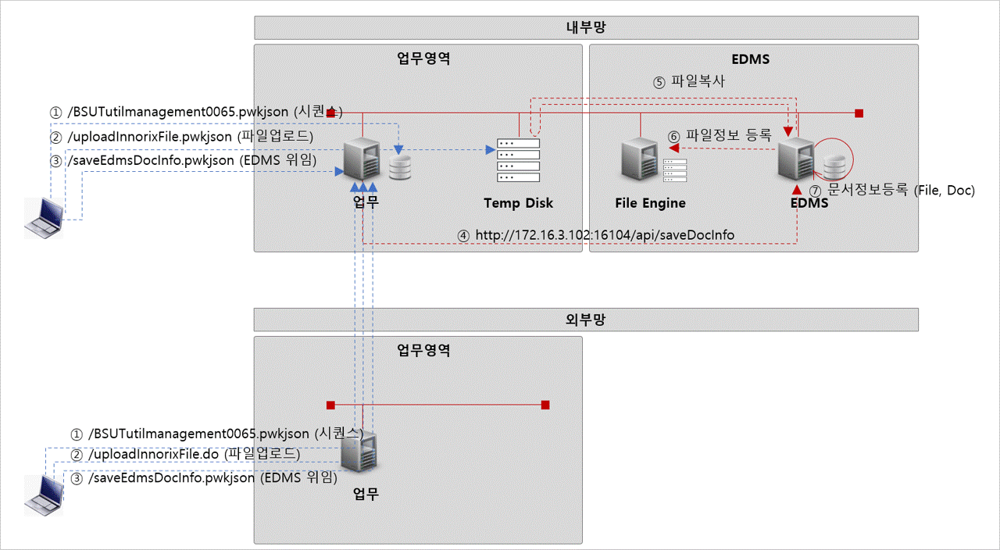 내부망
업무영역
EDMS
⑤ 파일복사
① /BSUTutilmanagement0065.pwkjson (시퀀스)
② /uploadInnorixFile.pwkjson (파일업로드)
⑥ 파일정보 등록
③ /saveEdmsDocInfo.pwkjson (EDMS 위임)
⑦ 문서정보등록 (File, Doc)
업무
Temp Disk
File Engine
EDMS
④ http://172.16.3.102:16104/api/saveDocInfo
외부망
업무영역
① /BSUTutilmanagement0065.pwkjson (시퀀스)
② /uploadInnorixFile.do (파일업로드)
③ /saveEdmsDocInfo.pwkjson (EDMS 위임)
업무